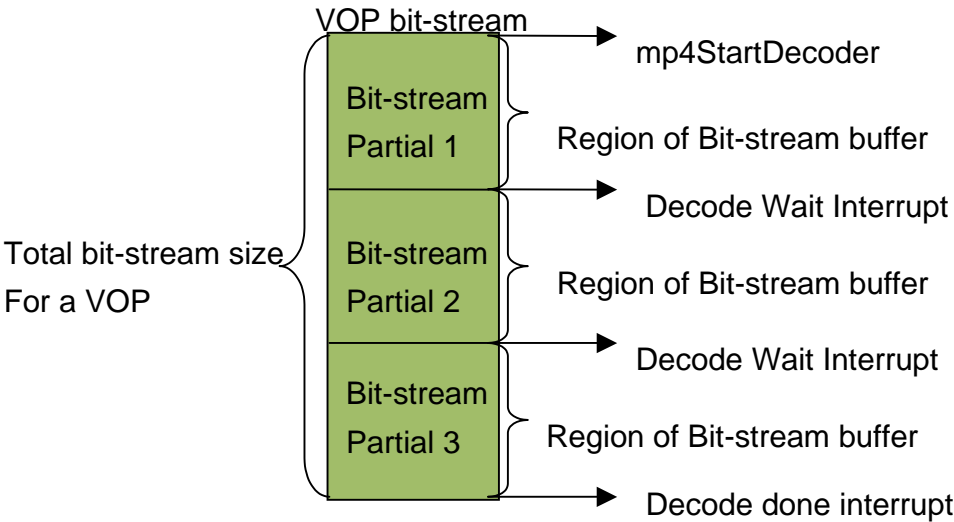 VOP bit-stream
mp4StartDecoder
Bit-stream
Partial 1
Region of Bit-stream buffer
Decode Wait Interrupt
Total bit-stream size
For a VOP
Bit-stream
Partial 2
Region of Bit-stream buffer
Decode Wait Interrupt
Bit-stream
Partial 3
Region of Bit-stream buffer
Decode done interrupt